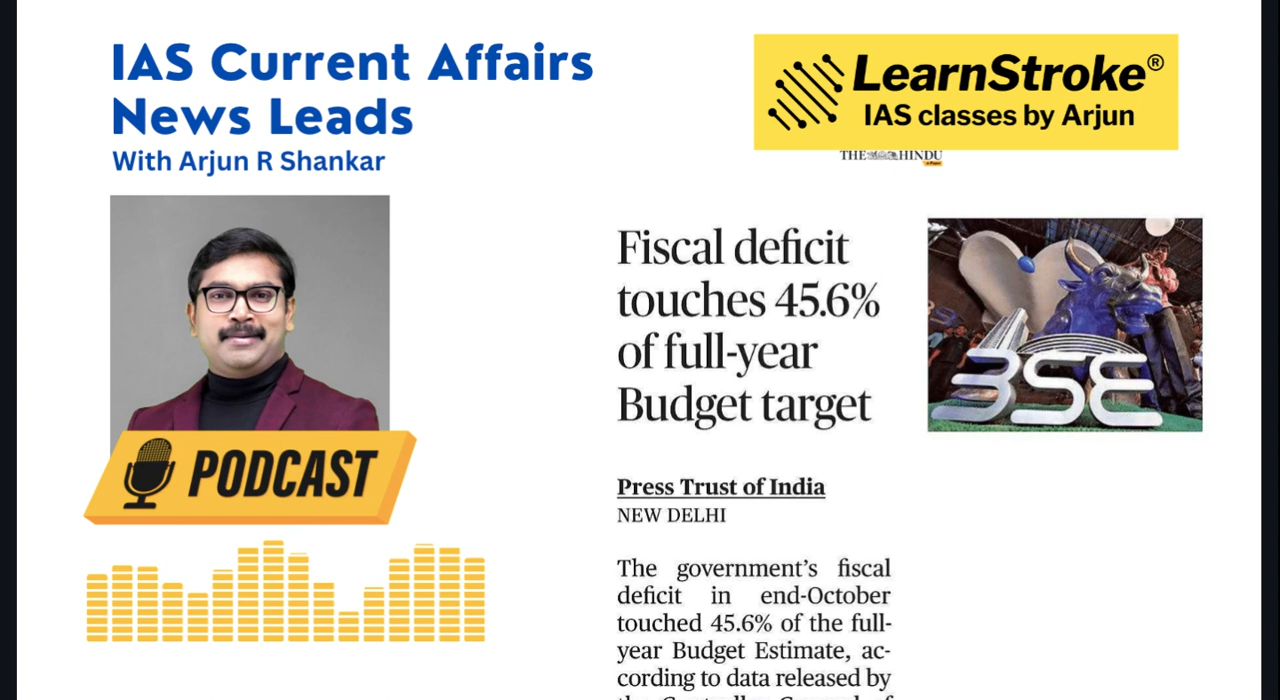 IAS Current Affairs
News Leads
With Arjun R Shankar
LearnStroke®
IAS classes by Arjun
THE HINDU
PODCAST
Fiscal deficit
touches 45.6%
of full-year
Budget target
BSE
Press Trust of India
NEW DELHI
The government's fiscal
deficit in end-October
touched 45.6% of the full-
year Budget Estimate, ac-
cording to data released by